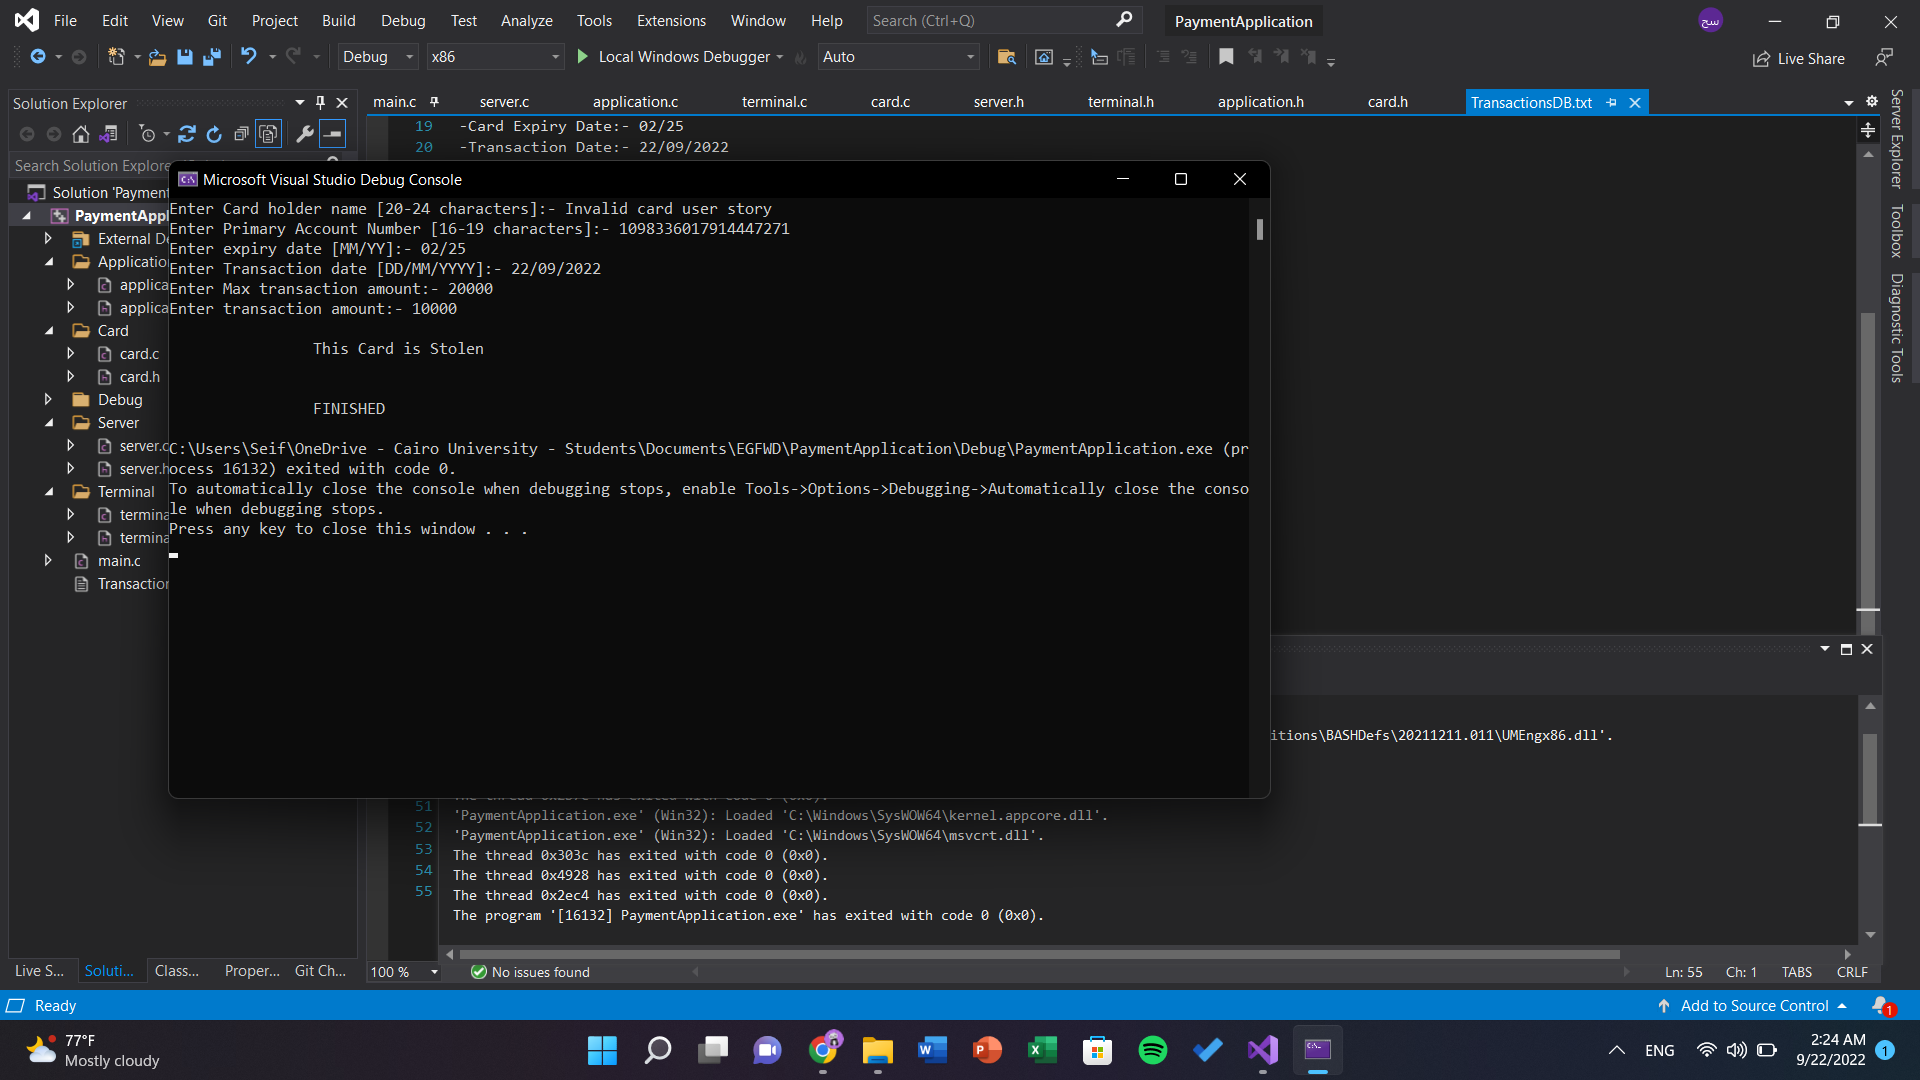 File Edit View Git Project Build Debug Test Analyze Tools Extensions Window Help Search (Ctrl+Q) PaymentApplication سح
Debug x86 Local Windows Debugger Auto Live Share
Solution Explorer
main.c server.c application.c terminal.c card.c server.h terminal.h application.h card.h TransactionsDB.txt
19 -Card Expiry Date:- 02/25
20 -Transaction Date:- 22/09/2022
Search Solution Explore
Server Explorer
Toolbox
Diagnostic Tools
Solution 'Payment
PaymentAppl
External De
Applicatio
applica
applica
Card
card.c
card.h
Debug
Server
server.c
server.h
Terminal
termina
termina
main.c
Transaction
Microsoft Visual Studio Debug Console
Enter Card holder name [20-24 characters]:- Invalid card user story
Enter Primary Account Number [16-19 characters]:- 1098336017914447271
Enter expiry date [MM/YY]:- 02/25
Enter Transaction date [DD/MM/YYYY]:- 22/09/2022
Enter Max transaction amount:- 20000
Enter transaction amount:- 10000
This Card is Stolen
FINISHED
C:\Users\Seif\OneDrive - Cairo University - Students\Documents\EGFWD\PaymentApplication\Debug\PaymentApplication.exe (pr
ocess 16132) exited with code 0.
To automatically close the console when debugging stops, enable Tools->Options->Debugging->Automatically close the conso
le when debugging stops.
Press any key to close this window . . .
itions\BASHDefs\20211211.011\UMEngx86.dll'.
51
52
53
54
55
'PaymentApplication.exe' (Win32): Loaded 'C:\Windows\SysWOW64\kernel.appcore.dll'.
'PaymentApplication.exe' (Win32): Loaded 'C:\Windows\SysWOW64\msvcrt.dll'.
The thread 0x303c has exited with code 0 (0x0).
The thread 0x4928 has exited with code 0 (0x0).
The thread 0x2ec4 has exited with code 0 (0x0).
The program '[16132] PaymentApplication.exe' has exited with code 0 (0x0).
Live S... Soluti... Class... Proper... Git Ch... 100 % No issues found Ln: 55 Ch: 1 TABS CRLF
Ready Add to Source Control 1
77°F
Mostly cloudy
ENG
2:24 AM
9/22/2022
1